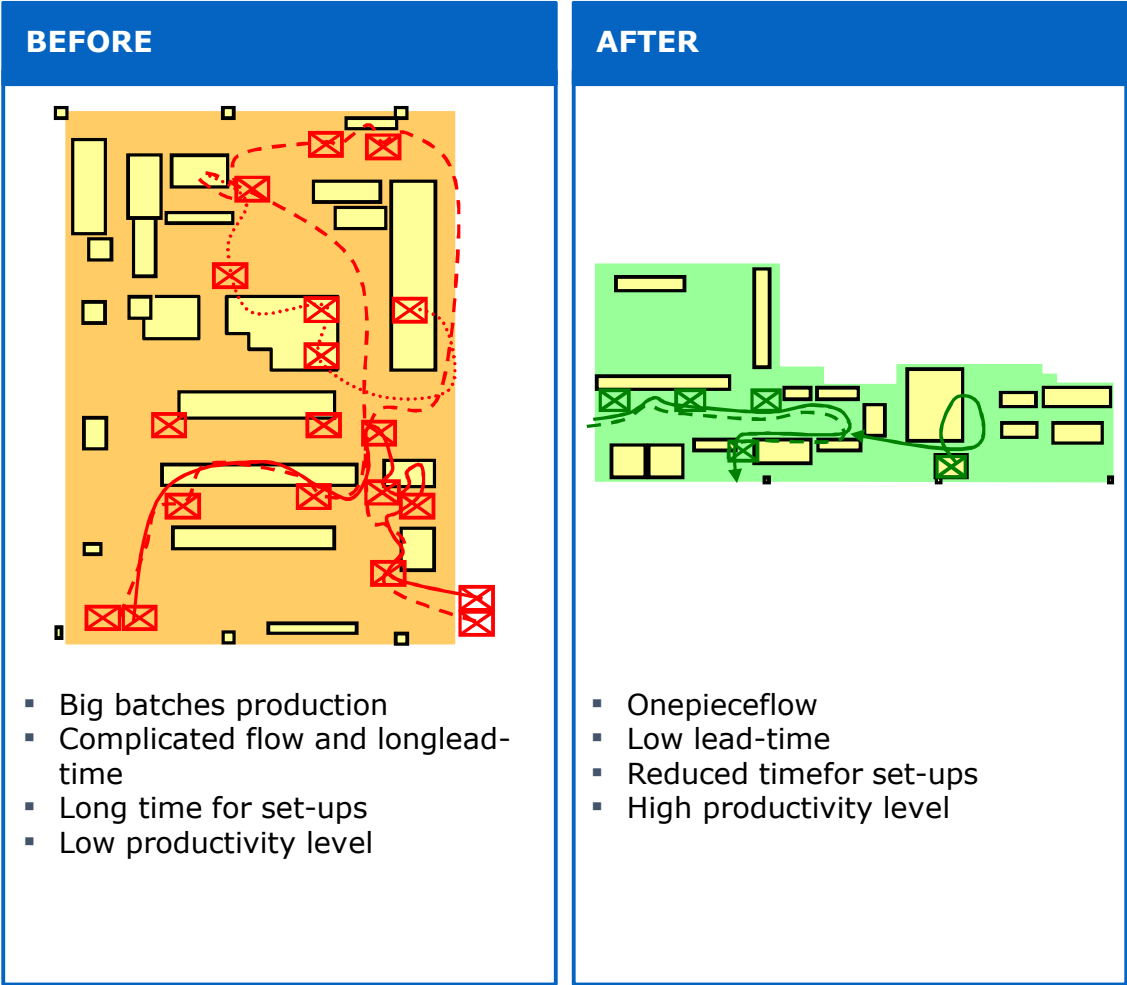 BEFORE
Big batches production
Complicated flow and longlead-
time
Long time for set-ups
Low productivity level
AFTER
Onepieceflow
Low lead-time
Reduced timefor set-ups
High productivity level